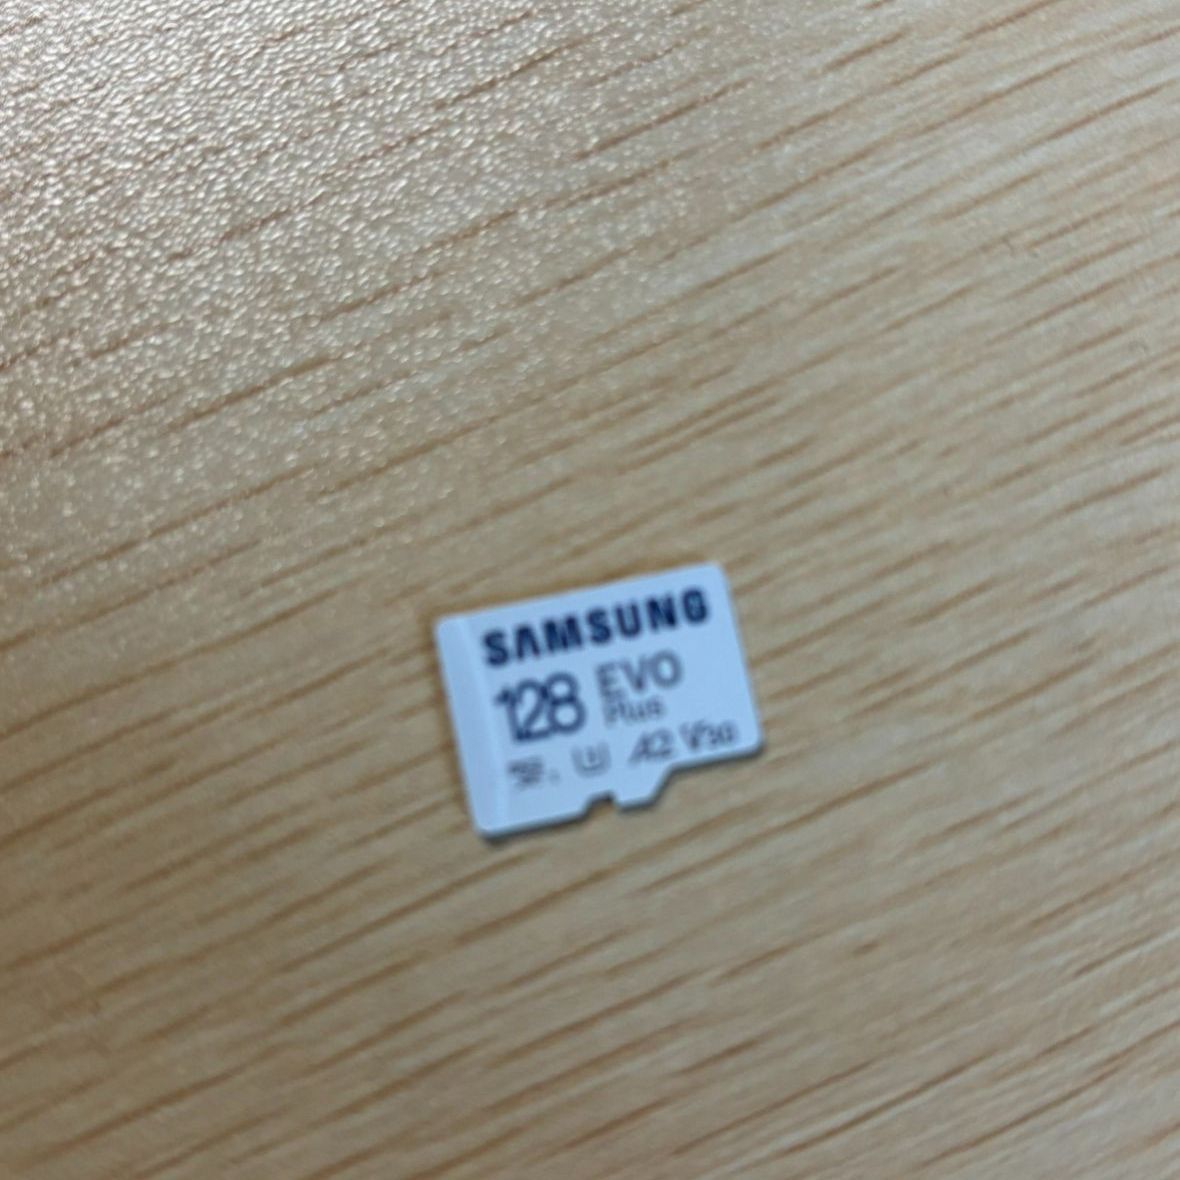 SAMSUNG
128 EVO
Plus
A2 V30